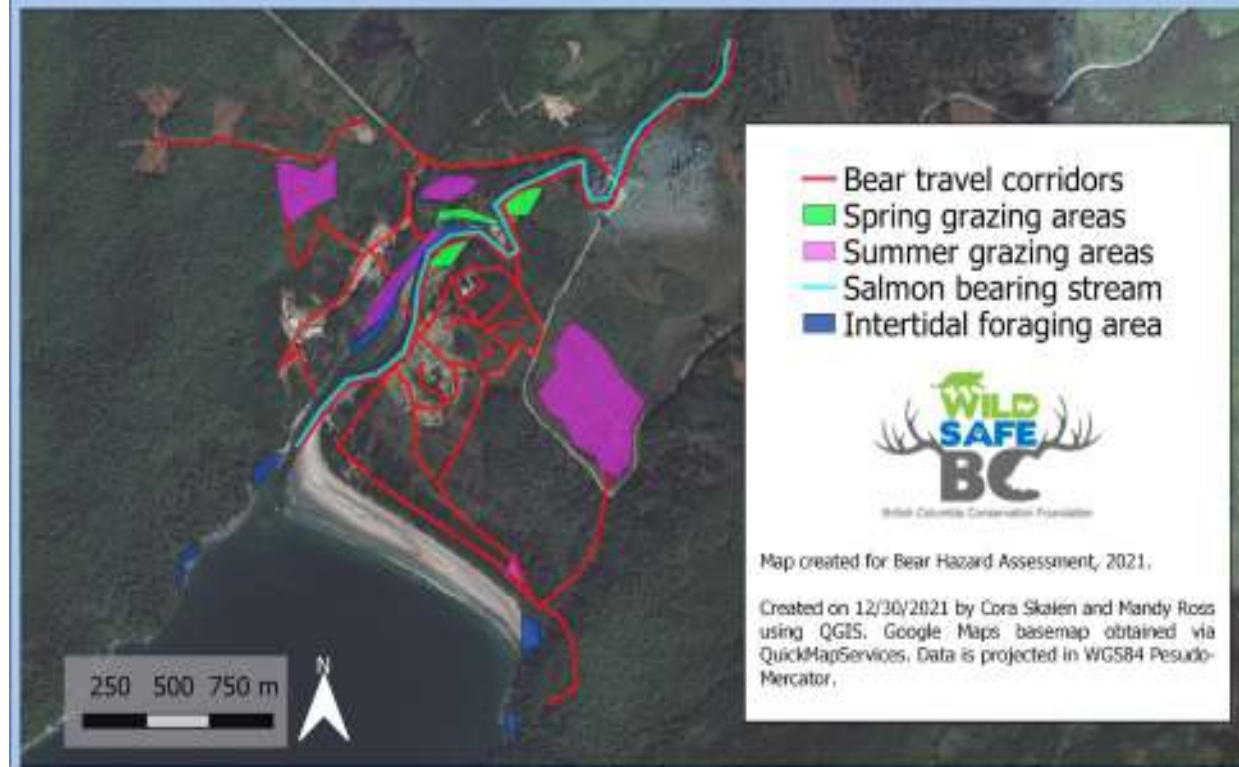 Bear travel corridors
Spring grazing areas
Summer grazing areas
Salmon bearing stream
Intertidal foraging area
WILD
SAFE
BC
British Columbia Conservation Foundation
Map created for Bear Hazard Assessment, 2021.
Created on 12/30/2021 by Cora Skaien and Mandy Ross
using QGIS. Google Maps basemap obtained via
QuickMapServices. Data is projected in WGS84 Pesudo-
Mercator.
N
250 500 750 m